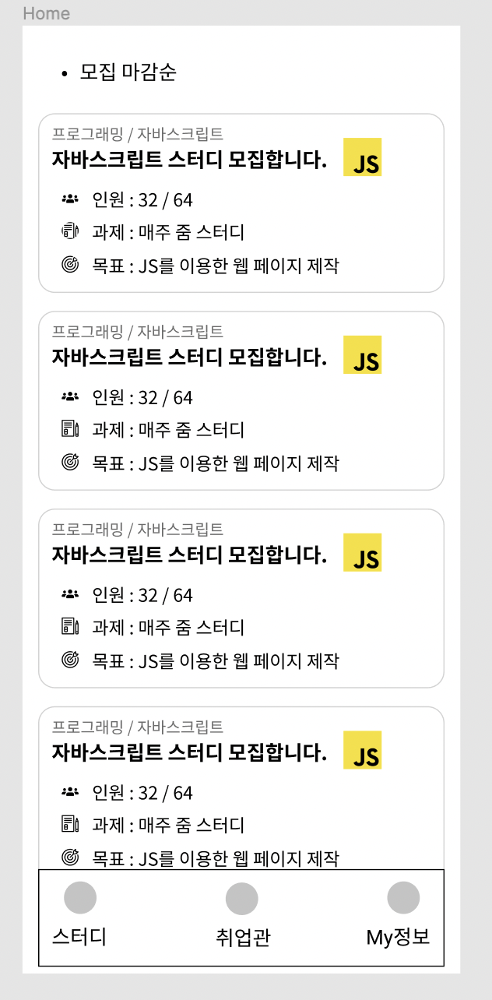 Home
• 모집 마감순
프로그래밍 / 자바스크립트
자바스크립트 스터디 모집합니다.
JS
인원 : 32 / 64
과제 : 매주 줌 스터디
목표 : JS를 이용한 웹 페이지 제작
프로그래밍 / 자바스크립트
자바스크립트 스터디 모집합니다.
JS
인원 : 32 / 64
과제 : 매주 줌 스터디
목표 : JS를 이용한 웹 페이지 제작
프로그래밍 / 자바스크립트
자바스크립트 스터디 모집합니다.
JS
인원 : 32 / 64
과제 : 매주 줌 스터디
목표 : JS를 이용한 웹 페이지 제작
프로그래밍 / 자바스크립트
자바스크립트 스터디 모집합니다.
JS
인원 : 32 / 64
과제 : 매주 줌 스터디
목표 : JS를 이용한 웹 페이지 제작
스터디 취업관 My정보